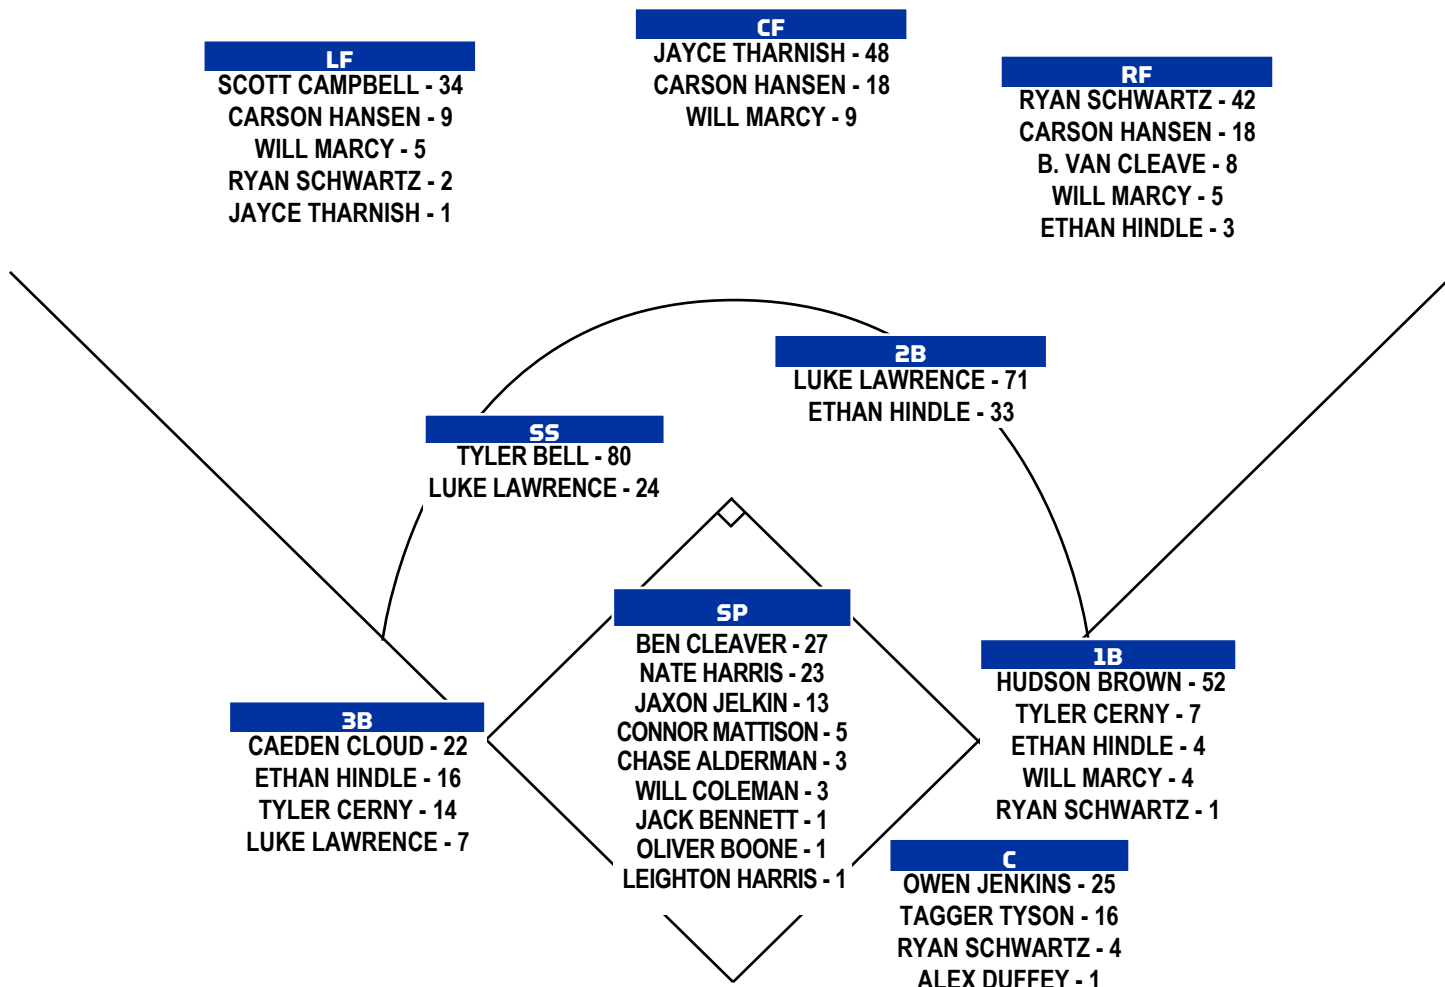 LF
SCOTT CAMPBELL - 34
CARSON HANSEN - 9
WILL MARCY - 5
RYAN SCHWARTZ - 2
JAYCE THARNISH - 1
CF
JAYCE THARNISH - 48
CARSON HANSEN - 18
WILL MARCY - 9
RF
RYAN SCHWARTZ - 42
CARSON HANSEN - 18
B. VAN CLEAVE - 8
WILL MARCY - 5
ETHAN HINDLE - 3
2B
LUKE LAWRENCE - 71
ETHAN HINDLE - 33
SS
TYLER BELL - 80
LUKE LAWRENCE - 24
SP
BEN CLEAVER - 27
NATE HARRIS - 23
JAXON JELKIN - 13
CONNOR MATTISON - 5
CHASE ALDERMAN - 3
WILL COLEMAN - 3
JACK BENNETT - 1
OLIVER BOONE - 1
LEIGHTON HARRIS - 1
1B
HUDSON BROWN - 52
TYLER CERNY - 7
ETHAN HINDLE - 4
WILL MARCY - 4
RYAN SCHWARTZ - 1
3B
CAEDEN CLOUD - 22
ETHAN HINDLE - 16
TYLER CERNY - 14
LUKE LAWRENCE - 7
C
OWEN JENKINS - 25
TAGGER TYSON - 16
RYAN SCHWARTZ - 4
ALEX DUFFEY - 1